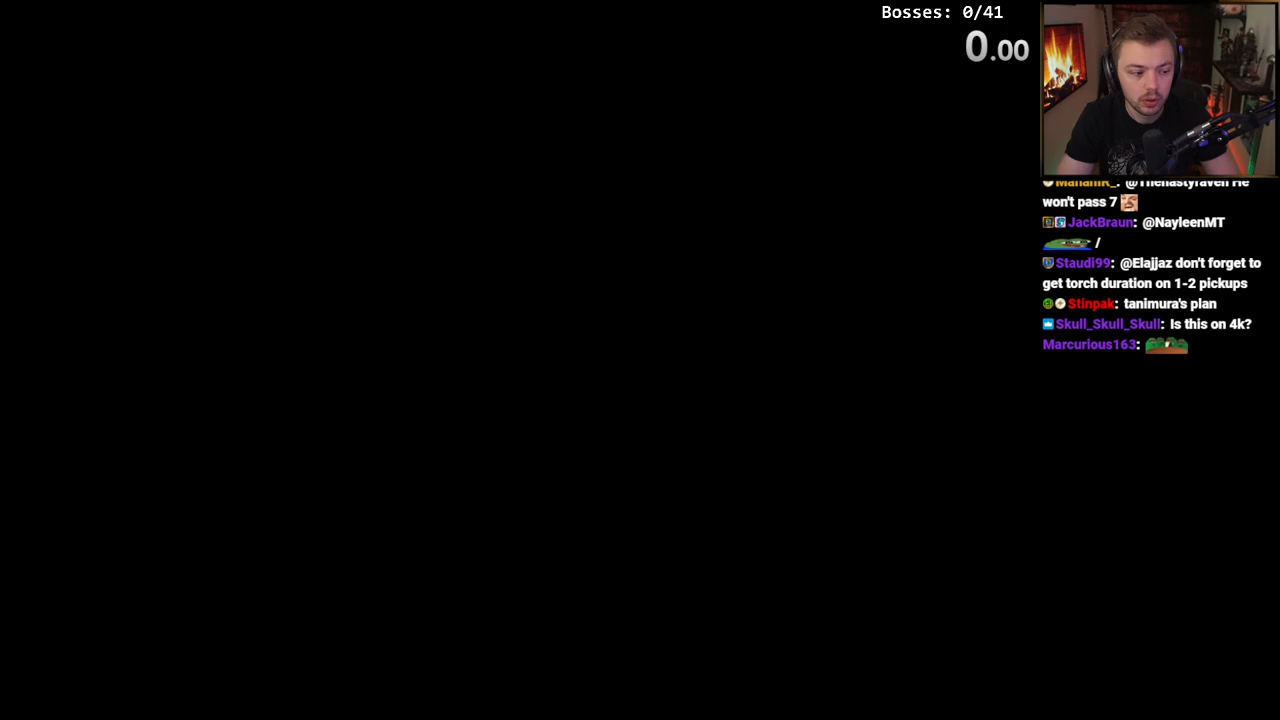 Bosses: 0/41
0.00
MahanR_: @Thenastyraven He
won't pass 7
JackBraun: @NayleenMT
/
Staudi99: @Elajjaz don't forget to
get torch duration on 1-2 pickups
Stinpak: tanimura's plan
Skull_Skull_Skull: Is this on 4k?
Marcurious163: